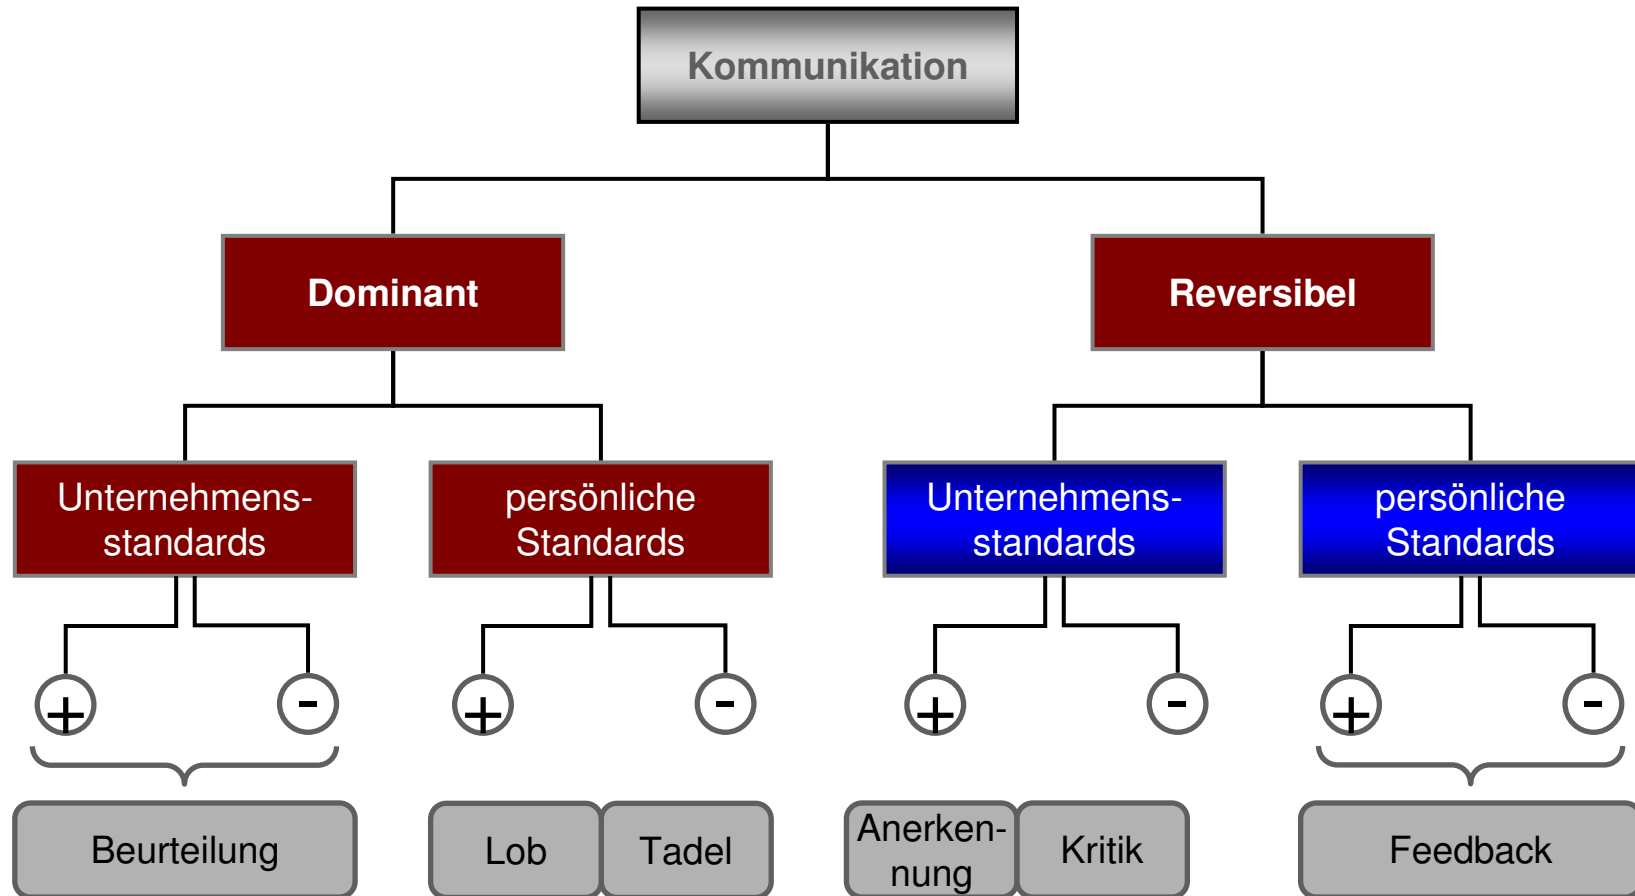 Kommunikation
Dominant
Reversibel
Unternehmens-
standards
persönliche
Standards
Unternehmens-
standards
persönliche
Standards
+
-
+
-
+
-
+
-
Beurteilung
Lob
Tadel
Anerken-
nung
Kritik
Feedback